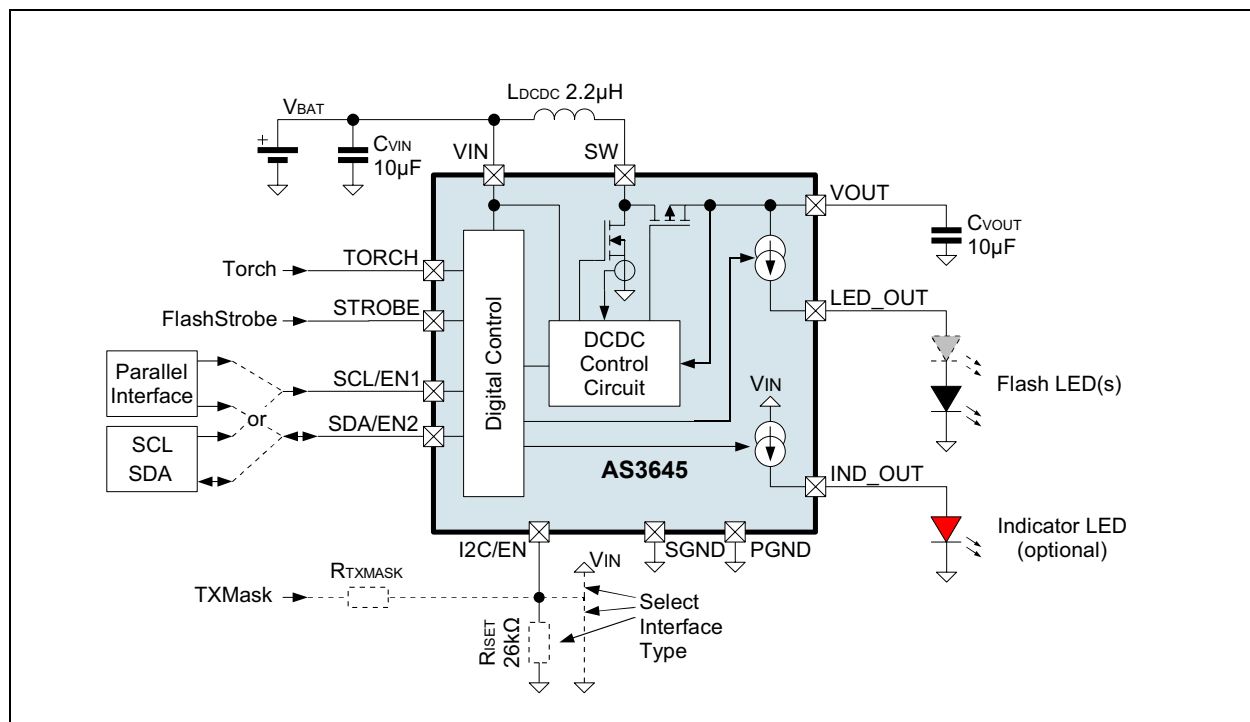 LDCDC 2.2µH
VBAT
+
CVIN
10µF
VIN
SW
VOUT
CVOUT
10µF
Torch
TORCH
FlashStrobe
STROBE
LED_OUT
Digital Control
DCDC
Control
Circuit
Parallel
Interface
or
SCL
SDA
SCL/EN1
SDA/EN2
VIN
Flash LED(s)
AS3645
IND_OUT
Indicator LED
(optional)
I2C/EN
SGND
PGND
VIN
RTXMASK
TXMask
RISET
26kΩ
Select
Interface
Type